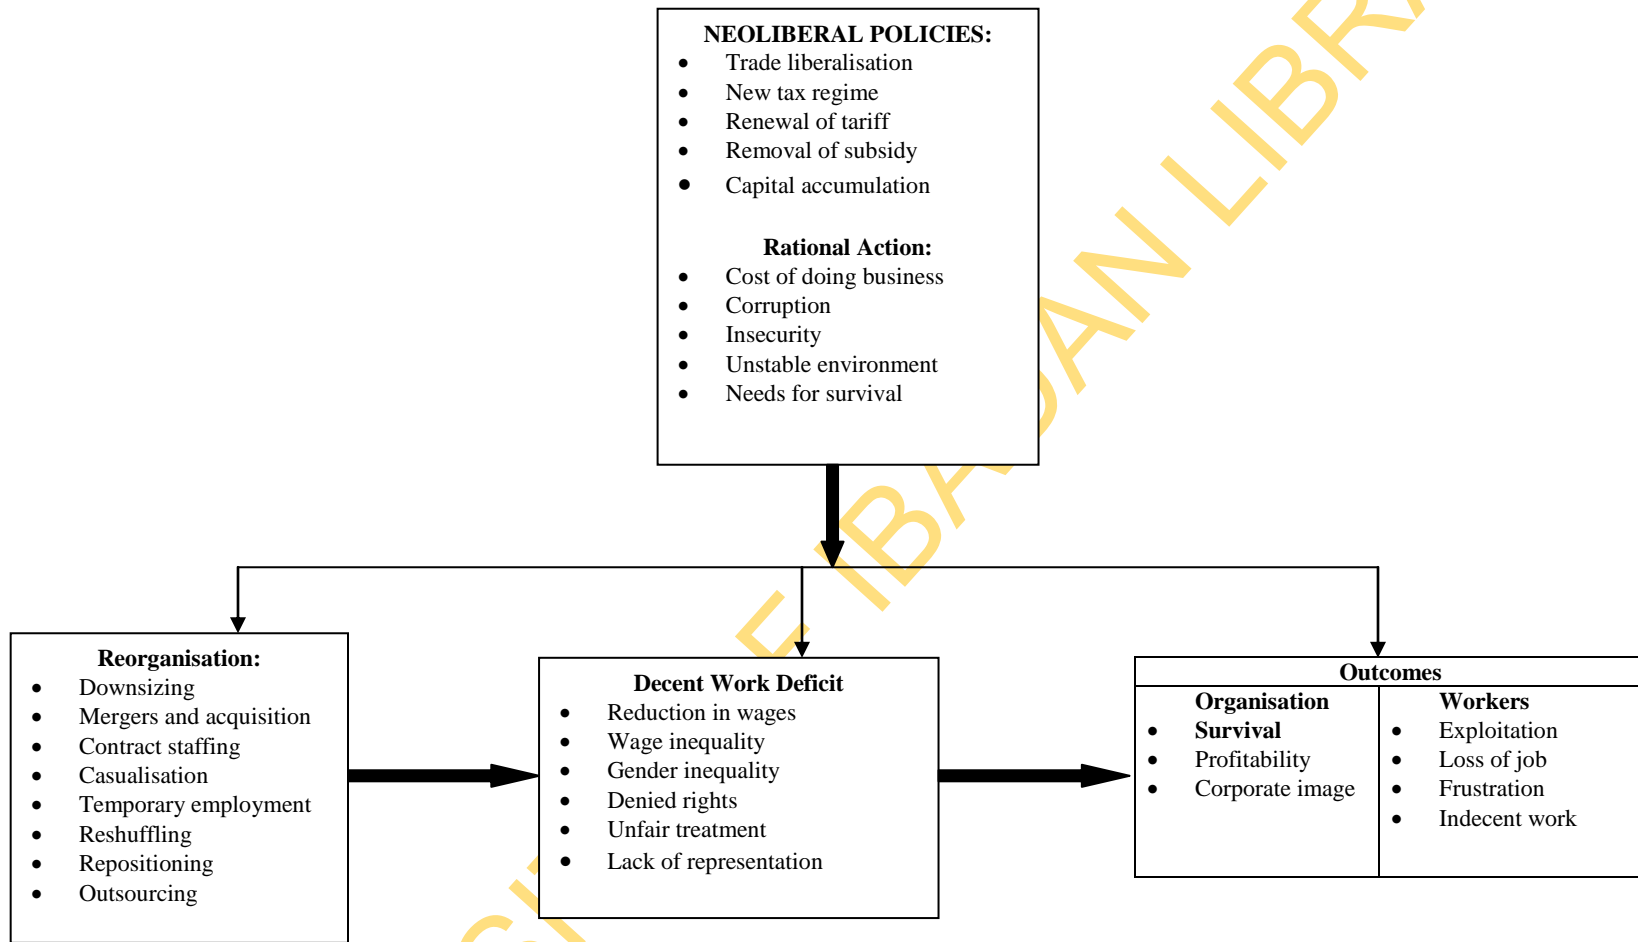 NEOLIBERAL POLICIES:
• Trade liberalisation
• New tax regime
• Renewal of tariff
• Removal of subsidy
• Capital accumulation
Rational Action:
• Cost of doing business
• Corruption
• Insecurity
• Unstable environment
• Needs for survival
Reorganisation:
• Downsizing
• Mergers and acquisition
• Contract staffing
• Casualisation
• Temporary employment
• Reshuffling
• Repositioning
• Outsourcing
Decent Work Deficit
• Reduction in wages
• Wage inequality
• Gender inequality
• Denied rights
• Unfair treatment
• Lack of representation
Outcomes
Organisation
• Survival
• Profitability
• Corporate image
Workers
• Exploitation
• Loss of job
• Frustration
• Indecent work